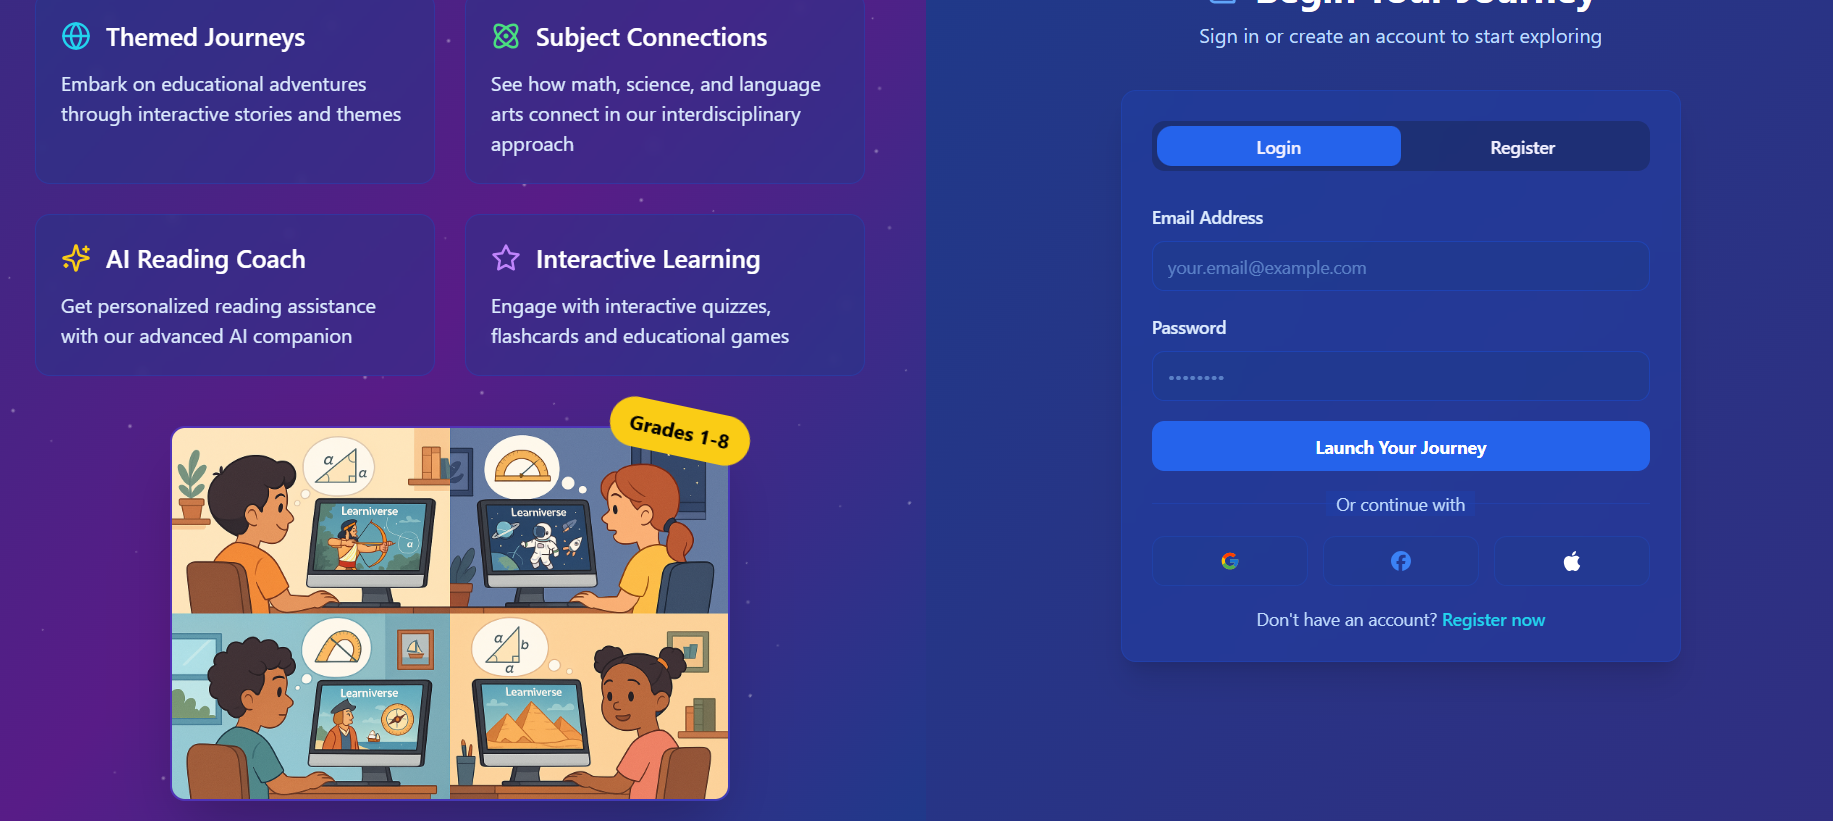 Themed Journeys
Embark on educational adventures
through interactive stories and themes
Subject Connections
See how math, science, and language
arts connect in our interdisciplinary
approach
AI Reading Coach
Get personalized reading assistance
with our advanced AI companion
Interactive Learning
Engage with interactive quizzes,
flashcards and educational games
Grades 1-8
a
a
Learniverse
a
Learniverse
Learniverse
a
b
a
Learniverse
Begin Your Journey
Sign in or create an account to start exploring
Login
Register
Email Address
your.email@example.com
Password
••••••••
Launch Your Journey
Or continue with
Don't have an account? Register now